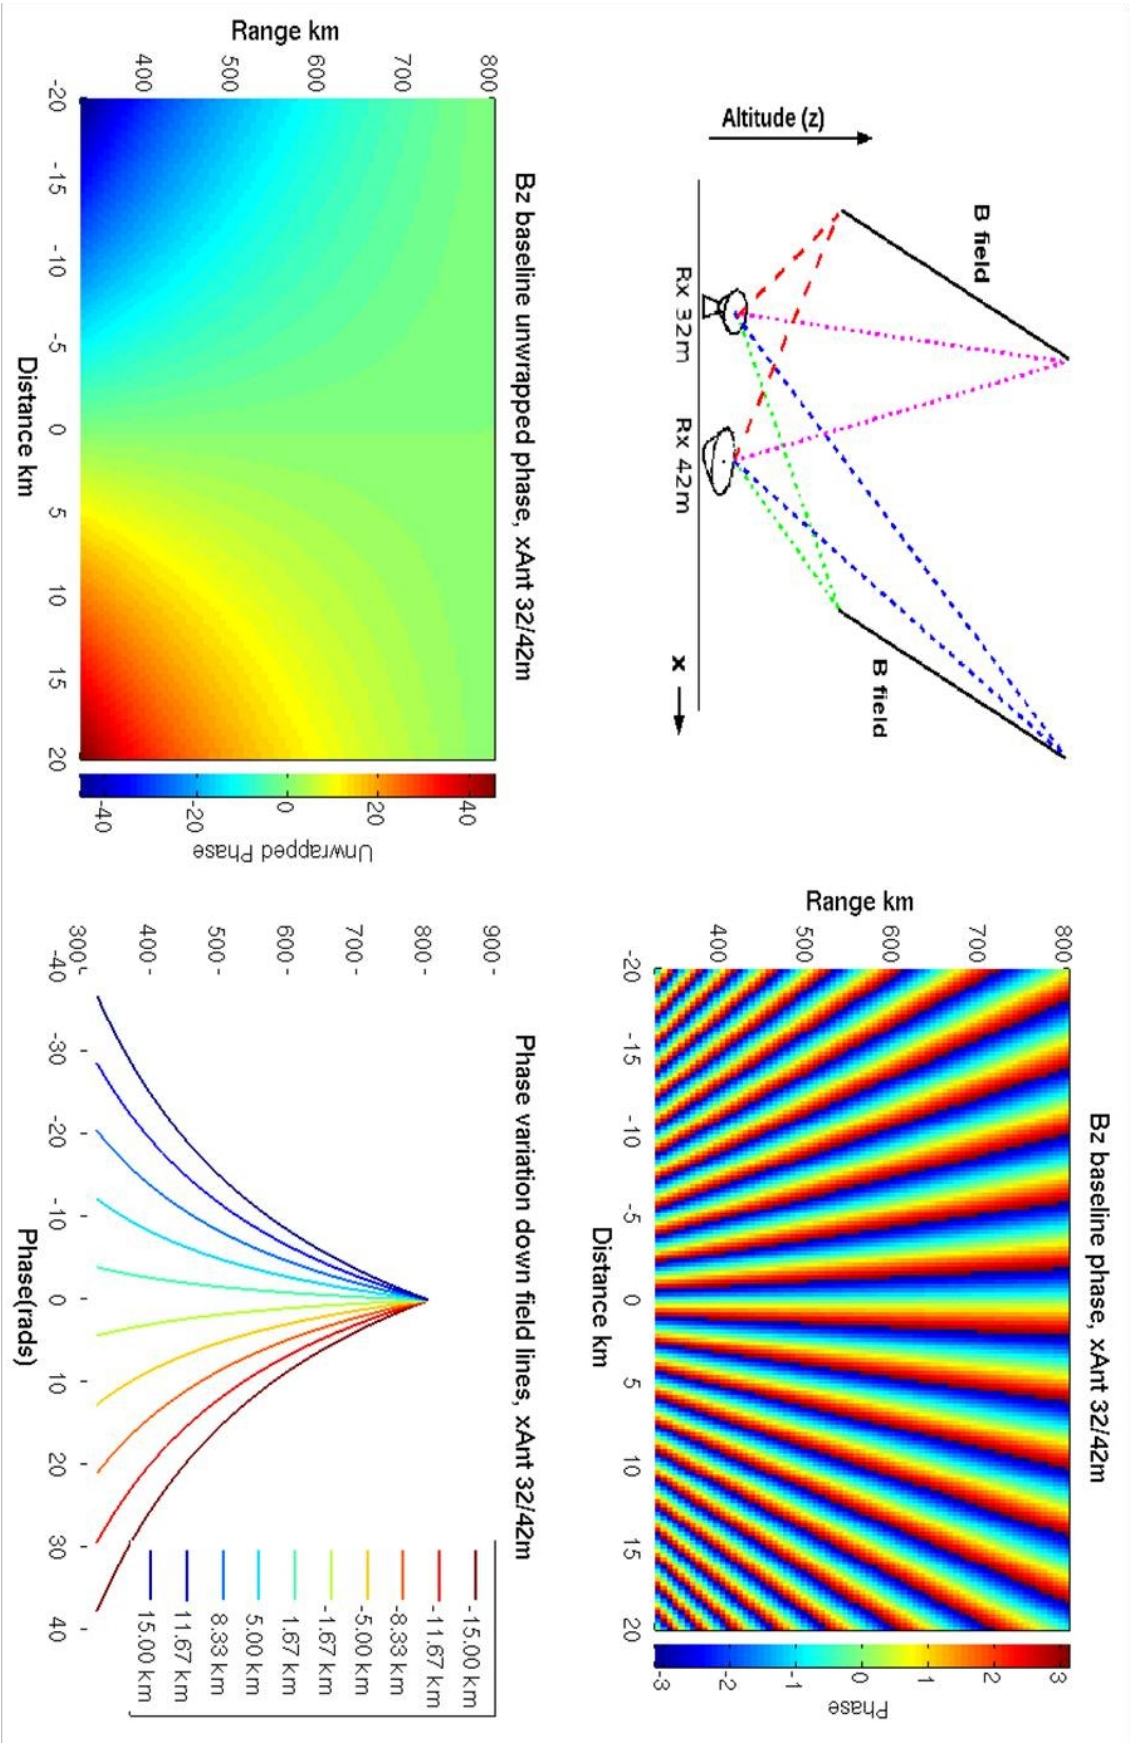 Altitude (z)
B field
B field
Rx 32m
Rx 42m
x
Bz baseline phase, xAnt 32/42m
Range km
800
700
600
500
400
-20
-15
-10
-5
0
5
10
15
20
Distance km
3
2
1
0
-1
-2
-3
Phase
Bz baseline unwrapped phase, xAnt 32/42m
Range km
800
700
600
500
400
-20
-15
-10
-5
0
5
10
15
20
Distance km
40
20
0
-20
-40
Unwrapped Phase
Phase variation down field lines, xAnt 32/42m
900
800
700
600
500
400
300
-40
-30
-20
-10
0
10
20
30
40
Phase(rads)
-15.00 km
-11.67 km
-8.33 km
-5.00 km
-1.67 km
1.67 km
5.00 km
8.33 km
11.67 km
15.00 km